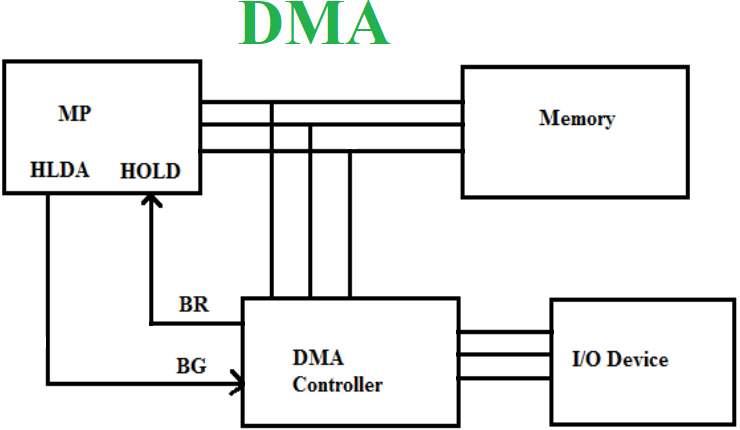 DMA
MP
Memory
HLDA
HOLD
BR
BG
DMA
Controller
I/O Device